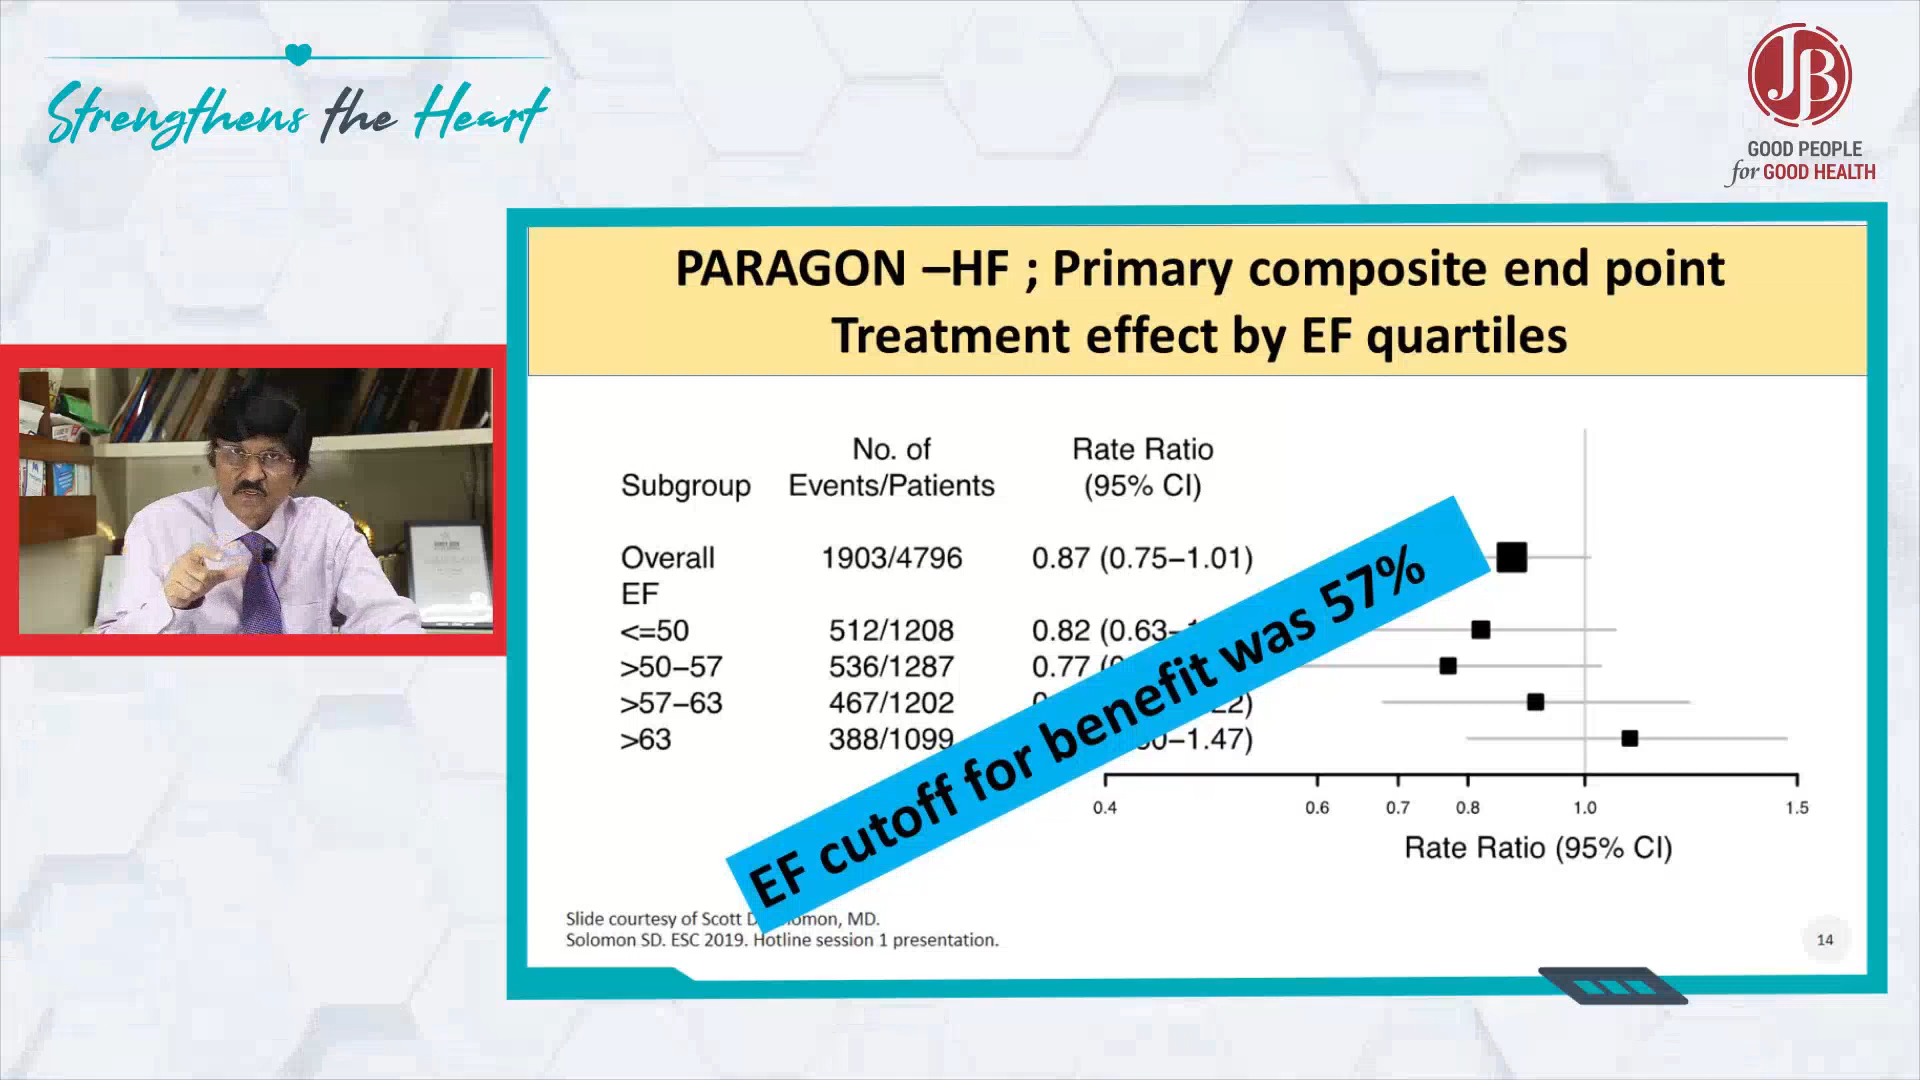 Strengthens the Heart
JB
GOOD PEOPLE
for GOOD HEALTH
PARAGON –HF ; Primary composite end point
Treatment effect by EF quartiles
Subgroup No. of Events/Patients Rate Ratio (95% CI)
Overall 1903/4796 0.87 (0.75–1.01)
EF
<=50 512/1208 0.82 (0.63–
>50–57 536/1287 0.77 (
>57–63 467/1202 22)
>63 388/1099 0–1.47)
EF cutoff for benefit was 57%
0.4 0.6 0.7 0.8 1.0 1.5
Rate Ratio (95% CI)
Slide courtesy of Scott D omon, MD.
Solomon SD. ESC 2019. Hotline session 1 presentation.
14